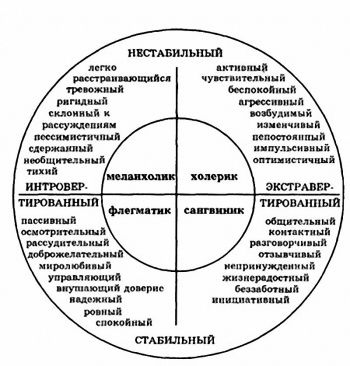 НЕСТАБИЛЬНЫЙ
легко
расстраивающийся
тревожный
ригидный
склонный к
рассуждениям
пессимистичный
сдержанный
необщительный
тихий
активный
чувствительный
беспокойный
агрессивный
возбудимый
изменчивый
непостоянный
импульсивный
оптимистичный
меланхолик
холерик
ИНТРОВЕР-
ЭКСТРАВЕР-
ТИРОВАННЫЙ
ТИРОВАННЫЙ
флегматик
сангвиник
пассивный
осмотрительный
рассудительный
доброжелательный
миролюбивый
управляющий
внушающий доверие
надежный
ровный
спокойный
общительный
контактный
разговорчивый
отзывчивый
непринужденный
жизнерадостный
беззаботный
инициативный
СТАБИЛЬНЫЙ